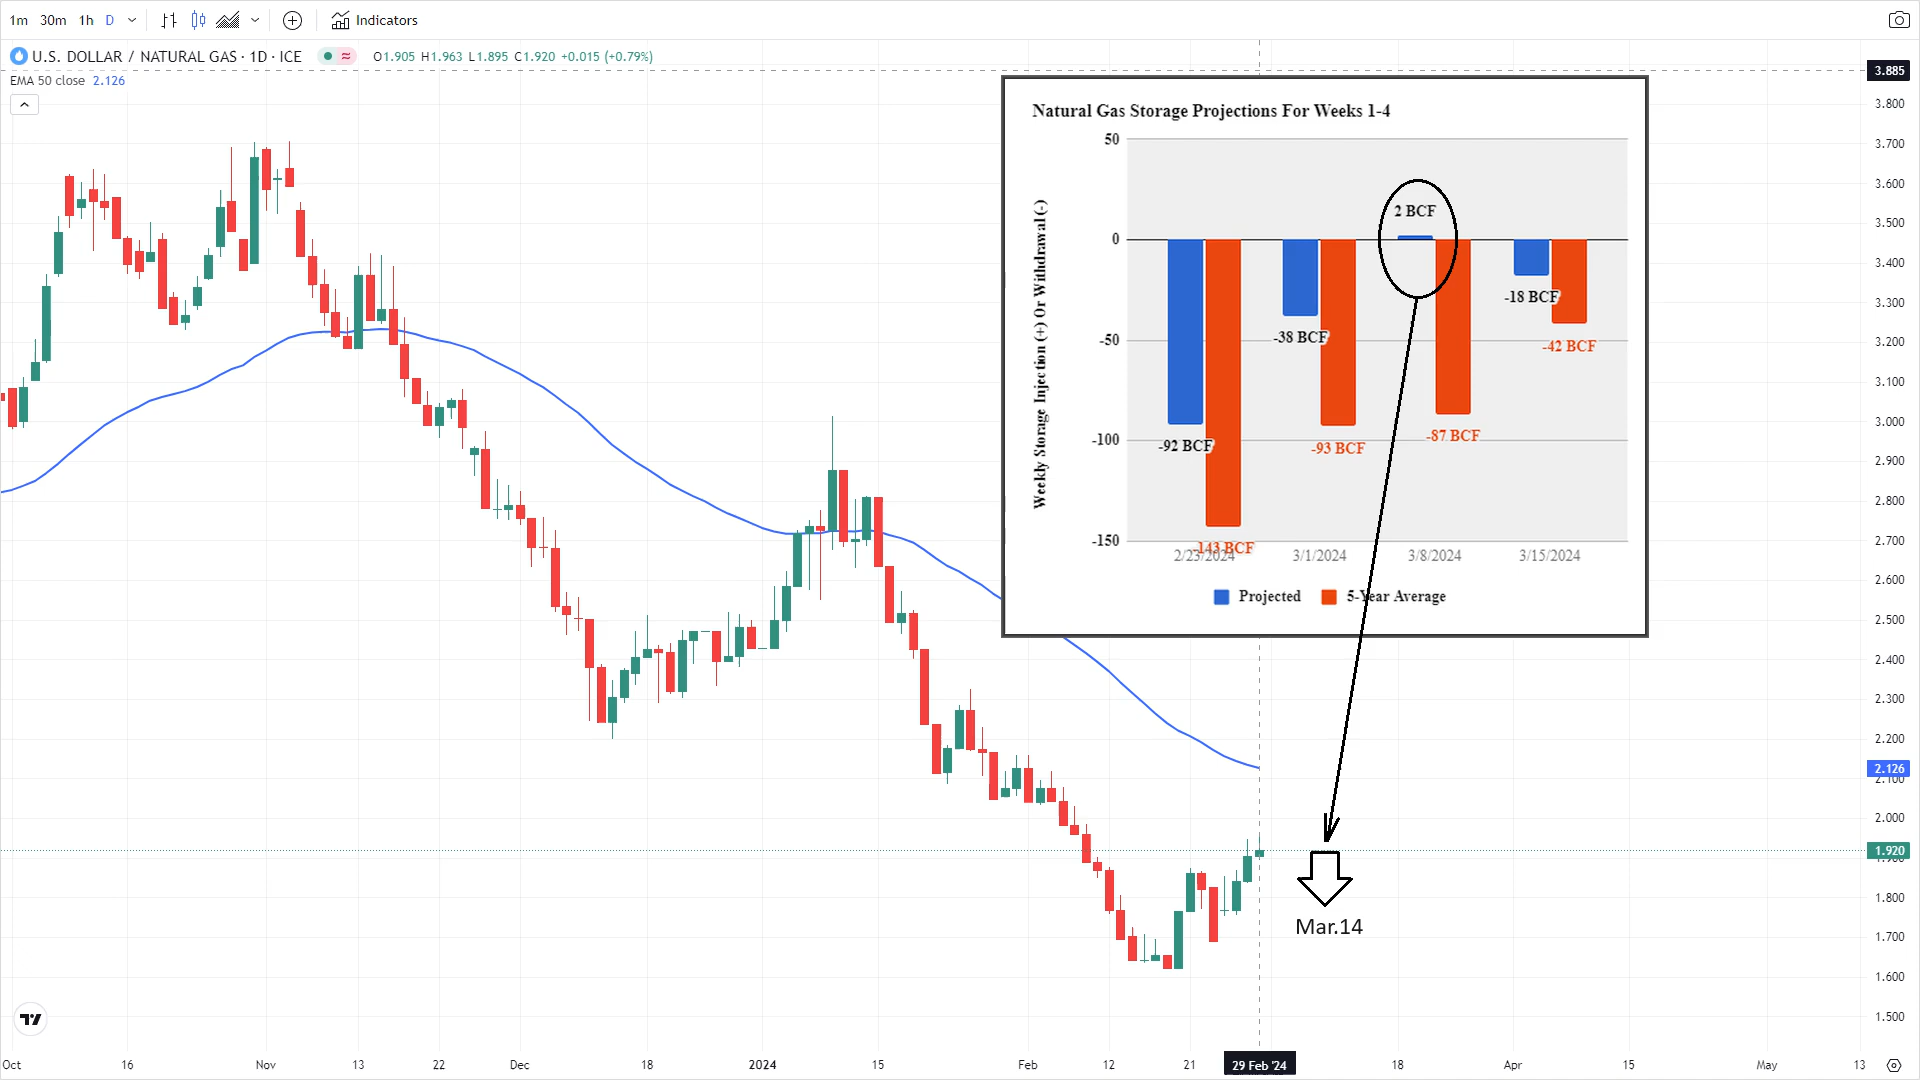 1m 30m 1h D Indicators
U.S. DOLLAR / NATURAL GAS · 1D · ICE O1.905 H1.963 L1.895 C1.920 +0.015 (+0.79%)
EMA 50 close 2.126
3.885
3.800
3.700
3.600
3.500
3.400
3.300
3.200
3.100
3.000
2.900
2.800
2.700
2.600
2.500
2.400
2.300
2.200
2.126
2.100
2.000
1.920
1.900
1.800
1.700
1.600
1.500
Natural Gas Storage Projections For Weeks 1-4
Weekly Storage Injection (+) Or Withdrawal (-)
50
0
-50
-100
-150
2 BCF
-18 BCF
-38 BCF
-42 BCF
-87 BCF
-92 BCF
-93 BCF
-143 BCF
2/23/2024 3/1/2024 3/8/2024 3/15/2024
Projected 5-Year Average
Mar.14
Oct 16 Nov 13 22 Dec 18 2024 15 Feb 12 21 29 Feb '24 18 Apr 15 May 13